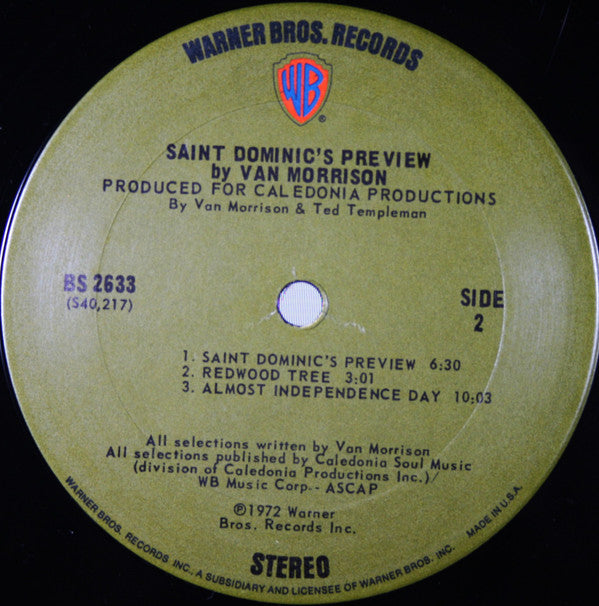 WARNER BROS. RECORDS
WB
®
SAINT DOMINIC'S PREVIEW
by VAN MORRISON
PRODUCED FOR CALEDONIA PRODUCTIONS
By Van Morrison & Ted Templeman
BS 2633
(S40,217)
SIDE
2
1. SAINT DOMINIC'S PREVIEW 6:30
2. REDWOOD TREE 3:01
3. ALMOST INDEPENDENCE DAY 10:03
All selections written by Van Morrison
All selections published by Caledonia Soul Music
(division of Caledonia Productions Inc.)/
WB Music Corp.- ASCAP
℗1972 Warner
Bros. Records Inc.
STEREO
WARNER BROS. RECORDS INC., A SUBSIDIARY AND LICENSEE OF WARNER BROS. INC. MADE IN U.S.A.